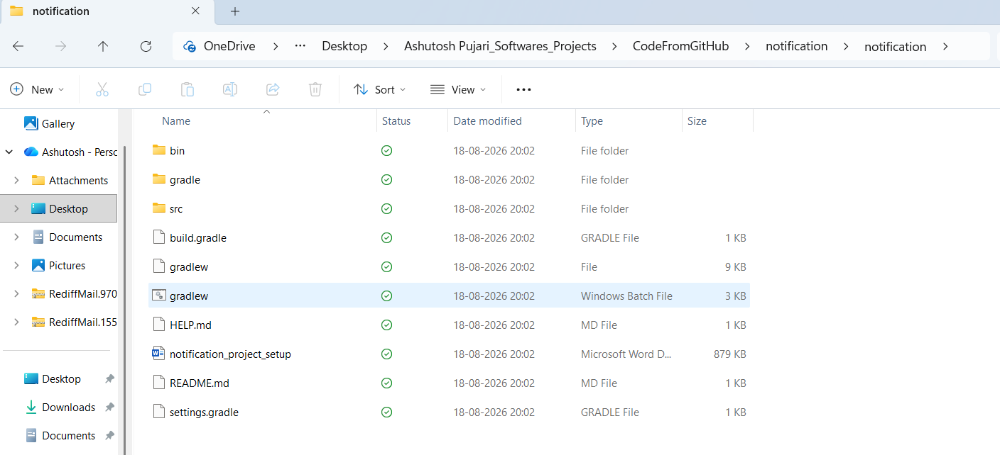 notification
OneDrive > ... Desktop > Ashutosh Pujari_Softwares_Projects > CodeFromGitHub > notification > notification >
New Sort View ...
Gallery
Ashutosh - Persc
Attachments
Desktop
Documents
Pictures
RediffMail.970
RediffMail.155
Desktop
Downloads
Documents
Name Status Date modified Type Size
bin 18-08-2026 20:02 File folder
gradle 18-08-2026 20:02 File folder
src 18-08-2026 20:02 File folder
build.gradle 18-08-2026 20:02 GRADLE File 1 KB
gradlew 18-08-2026 20:02 File 9 KB
gradlew 18-08-2026 20:02 Windows Batch File 3 KB
HELP.md 18-08-2026 20:02 MD File 1 KB
notification_project_setup 18-08-2026 20:02 Microsoft Word D... 879 KB
README.md 18-08-2026 20:02 MD File 1 KB
settings.gradle 18-08-2026 20:02 GRADLE File 1 KB